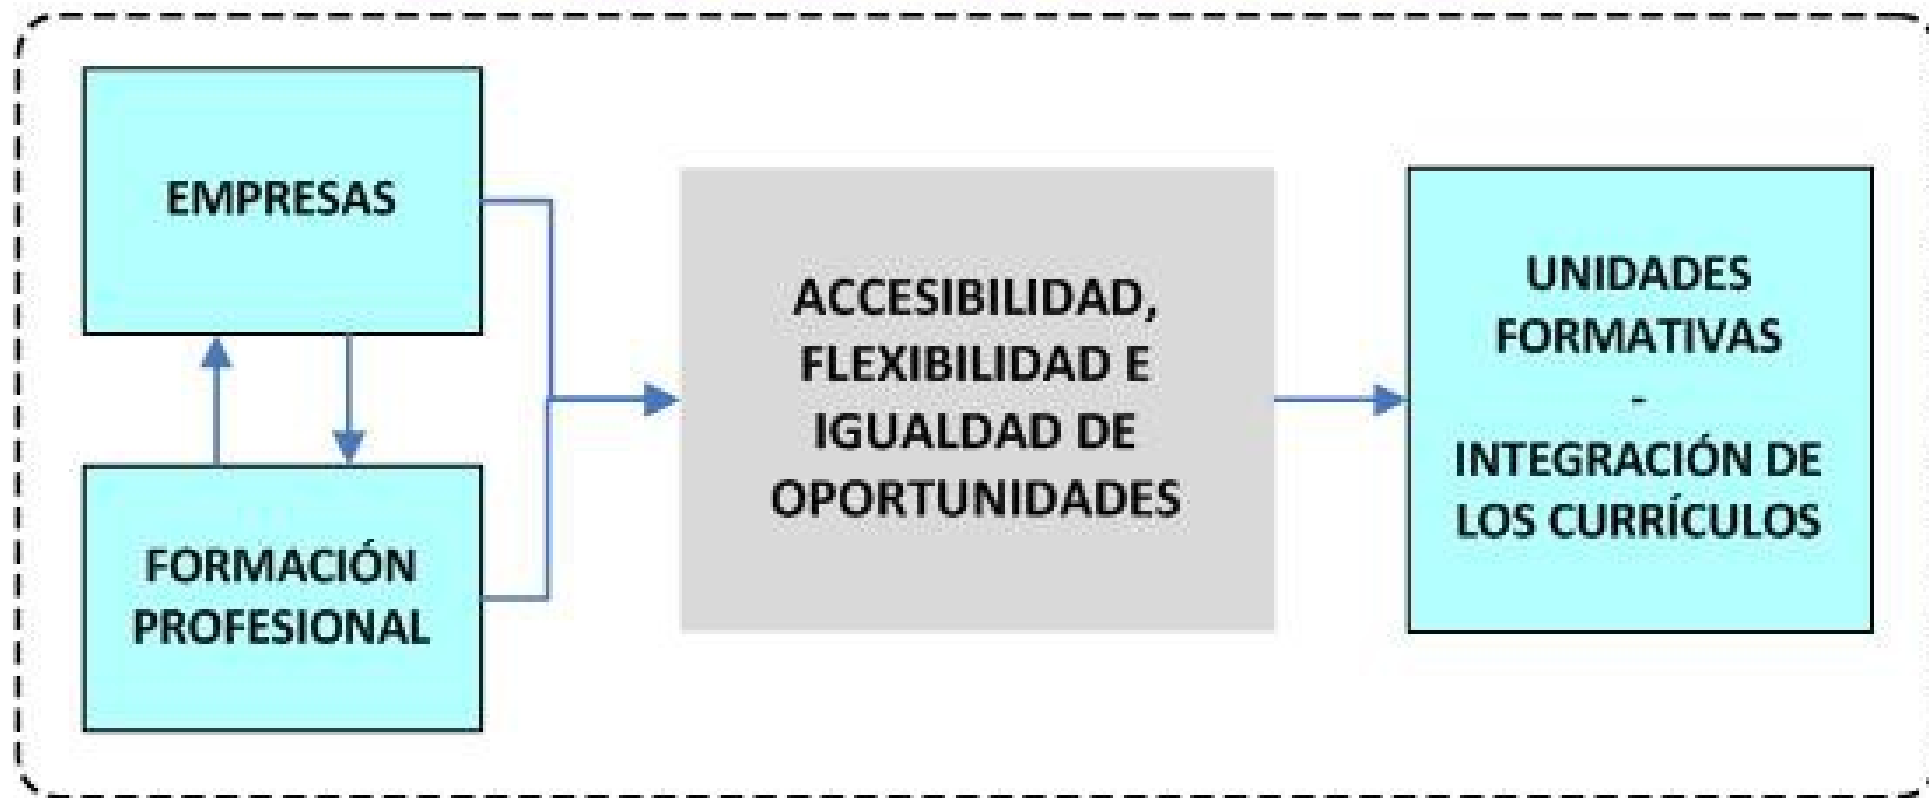 EMPRESAS
FORMACIÓN
PROFESIONAL
ACCESIBILIDAD,
FLEXIBILIDAD E
IGUALDAD DE
OPORTUNIDADES
UNIDADES
FORMATIVAS
-
INTEGRACIÓN DE
LOS CURRÍCULOS